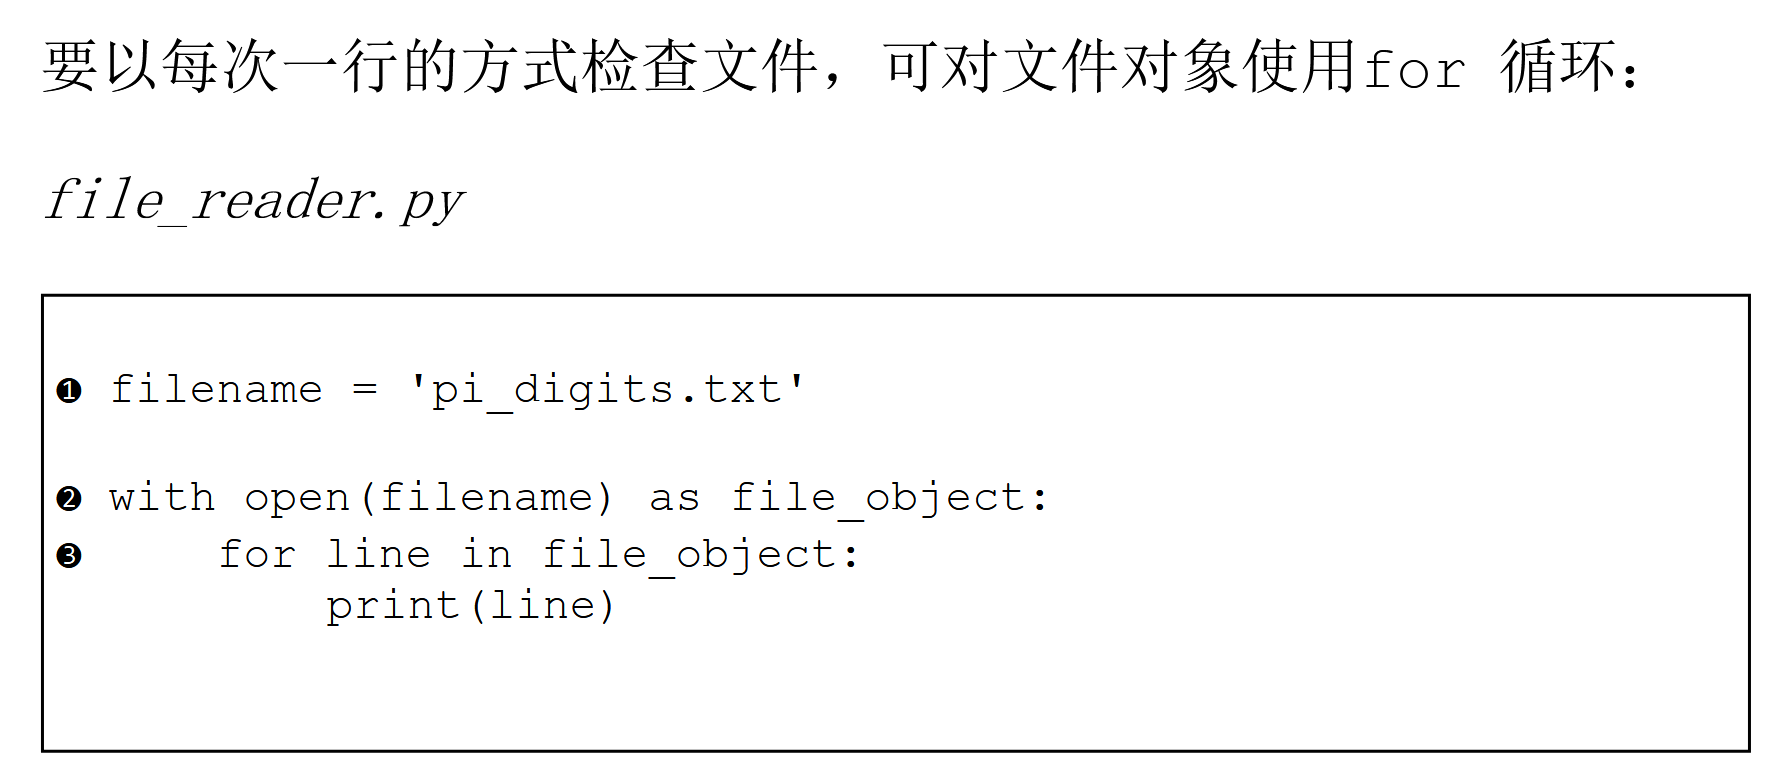 要以每次一行的方式检查文件，可对文件对象使用for 循环：
file_reader.py
❶ filename = 'pi_digits.txt'
❷ with open(filename) as file_object:
❸     for line in file_object:
          print(line)